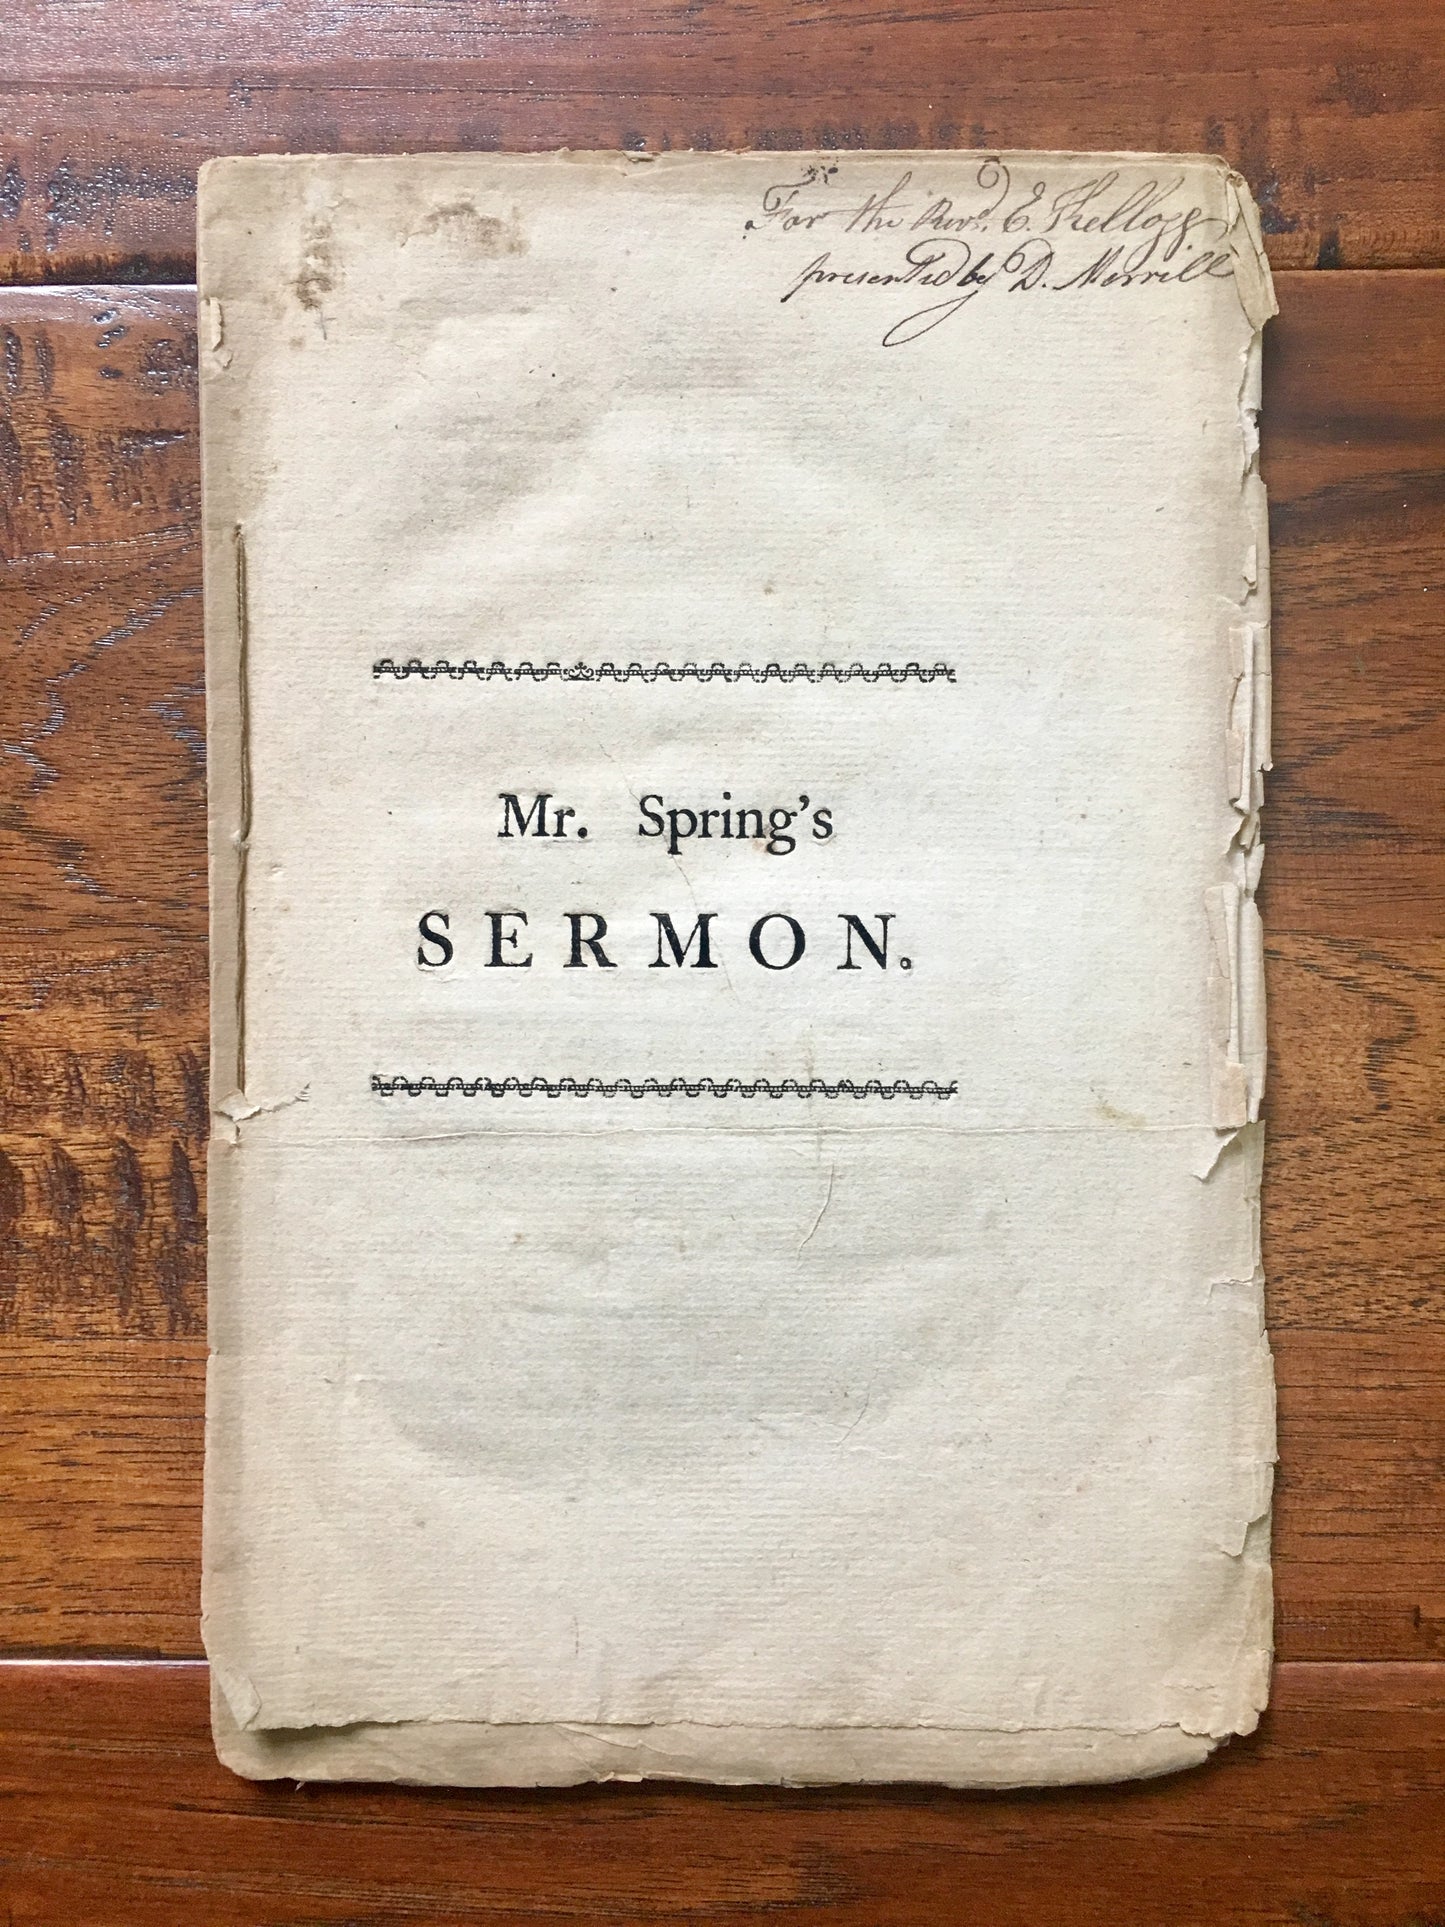 For the Revd. E. Kellogg
presented by D. Merrill
Mr. Spring's
SERMON.